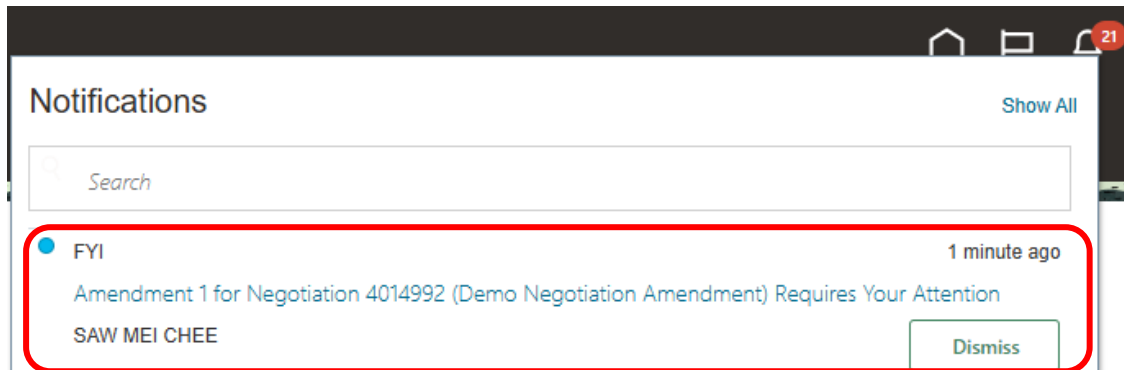 21
Notifications
Show All
Search
FYI
1 minute ago
Amendment 1 for Negotiation 4014992 (Demo Negotiation Amendment) Requires Your Attention
SAW MEI CHEE
Dismiss